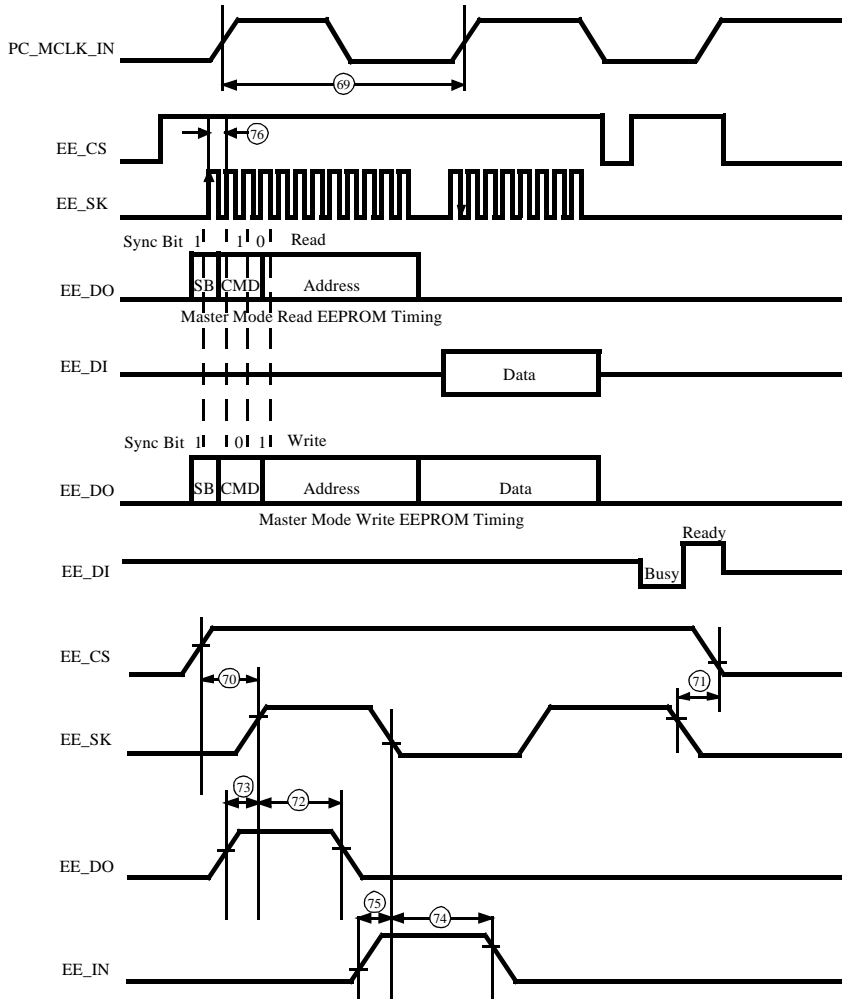 PC_MCLK_IN
69
EE_CS
76
EE_SK
Sync Bit 1 1 0 Read
EE_DO
SB CMD Address
Master Mode Read EEPROM Timing
EE_DI
Data
Sync Bit 1 0 1 Write
EE_DO
SB CMD Address Data
Master Mode Write EEPROM Timing
Ready
EE_DI
Busy
EE_CS
70
71
EE_SK
73 72
EE_DO
75 74
EE_IN